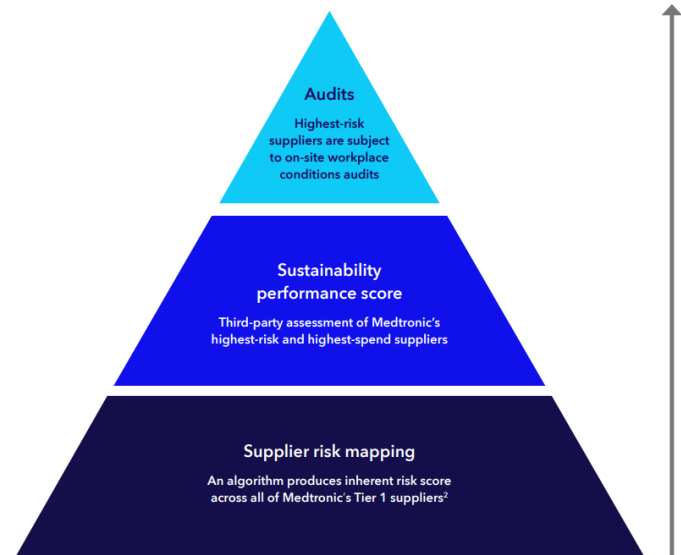 Audits
Highest-risk
suppliers are subject
to on-site workplace
conditions audits
Sustainability
performance score
Third-party assessment of Medtronic's
highest-risk and highest-spend suppliers
Supplier risk mapping
An algorithm produces inherent risk score
across all of Medtronic's Tier 1 suppliers²